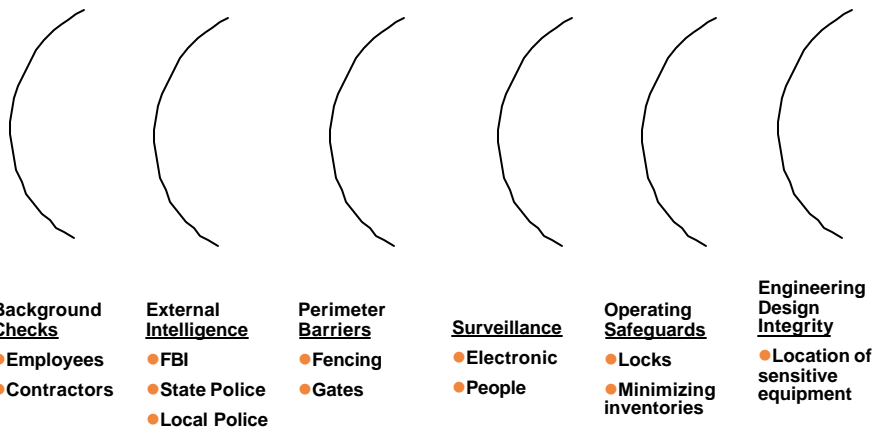 Background
Checks
●Employees
●Contractors
External
Intelligence
●FBI
●State Police
●Local Police
Perimeter
Barriers
●Fencing
●Gates
Surveillance
●Electronic
●People
Operating
Safeguards
●Locks
●Minimizing
inventories
Engineering
Design
Integrity
●Location of
sensitive
equipment